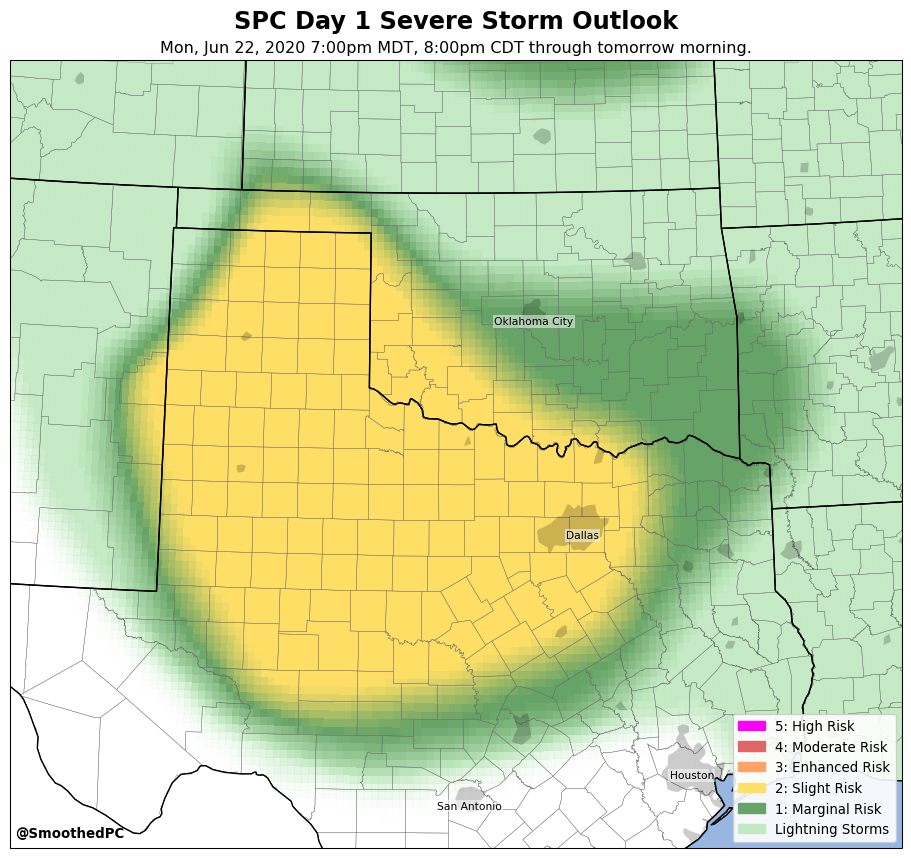 SPC Day 1 Severe Storm Outlook
Mon, Jun 22, 2020 7:00pm MDT, 8:00pm CDT through tomorrow morning.
Oklahoma City
Dallas
Houston
San Antonio
5: High Risk
4: Moderate Risk
3: Enhanced Risk
2: Slight Risk
1: Marginal Risk
Lightning Storms
@SmoothedPC